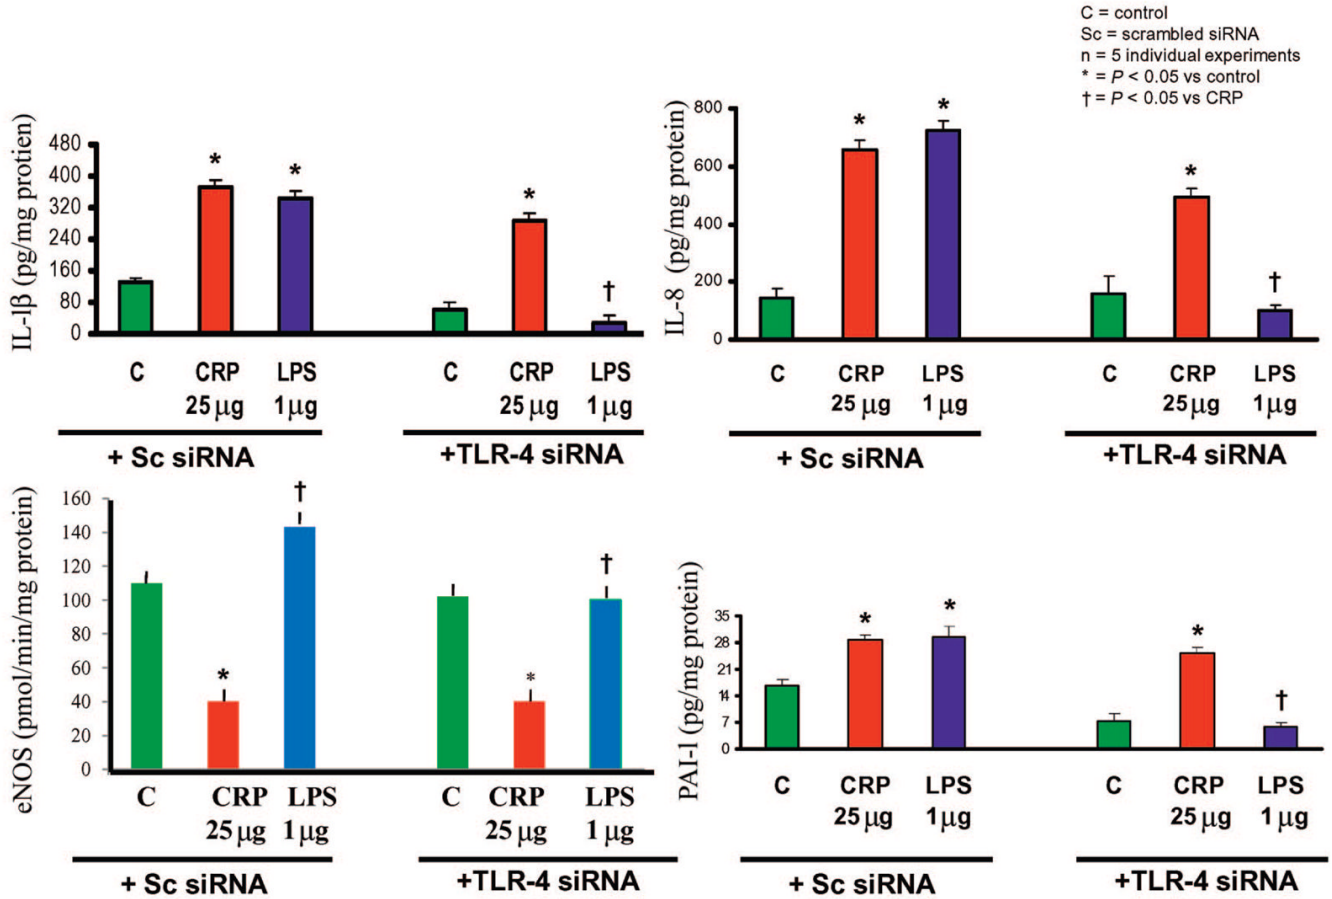 C = control
Sc = scrambled siRNA
n = 5 individual experiments
* = P < 0.05 vs control
† = P < 0.05 vs CRP
IL-lβ (pg/mg protien)
480
400
320
240
160
80
0
* * * †
C CRP LPS C CRP LPS
25 µg 1 µg 25 µg 1 µg
+ Sc siRNA +TLR-4 siRNA
IL-8 (pg/mg protein)
800
600
400
200
0
* * * †
C CRP LPS C CRP LPS
25 µg 1 µg 25 µg 1 µg
+ Sc siRNA +TLR-4 siRNA
eNOS (pmol/min/mg protein)
160
140
120
100
80
60
40
20
0
* † * †
C CRP LPS C CRP LPS
25 µg 1 µg 25 µg 1 µg
+ Sc siRNA +TLR-4 siRNA
PAI-1 (pg/mg protein)
35
28
21
14
7
0
* * * †
C CRP LPS C CRP LPS
25 µg 1 µg 25 µg 1 µg
+ Sc siRNA +TLR-4 siRNA